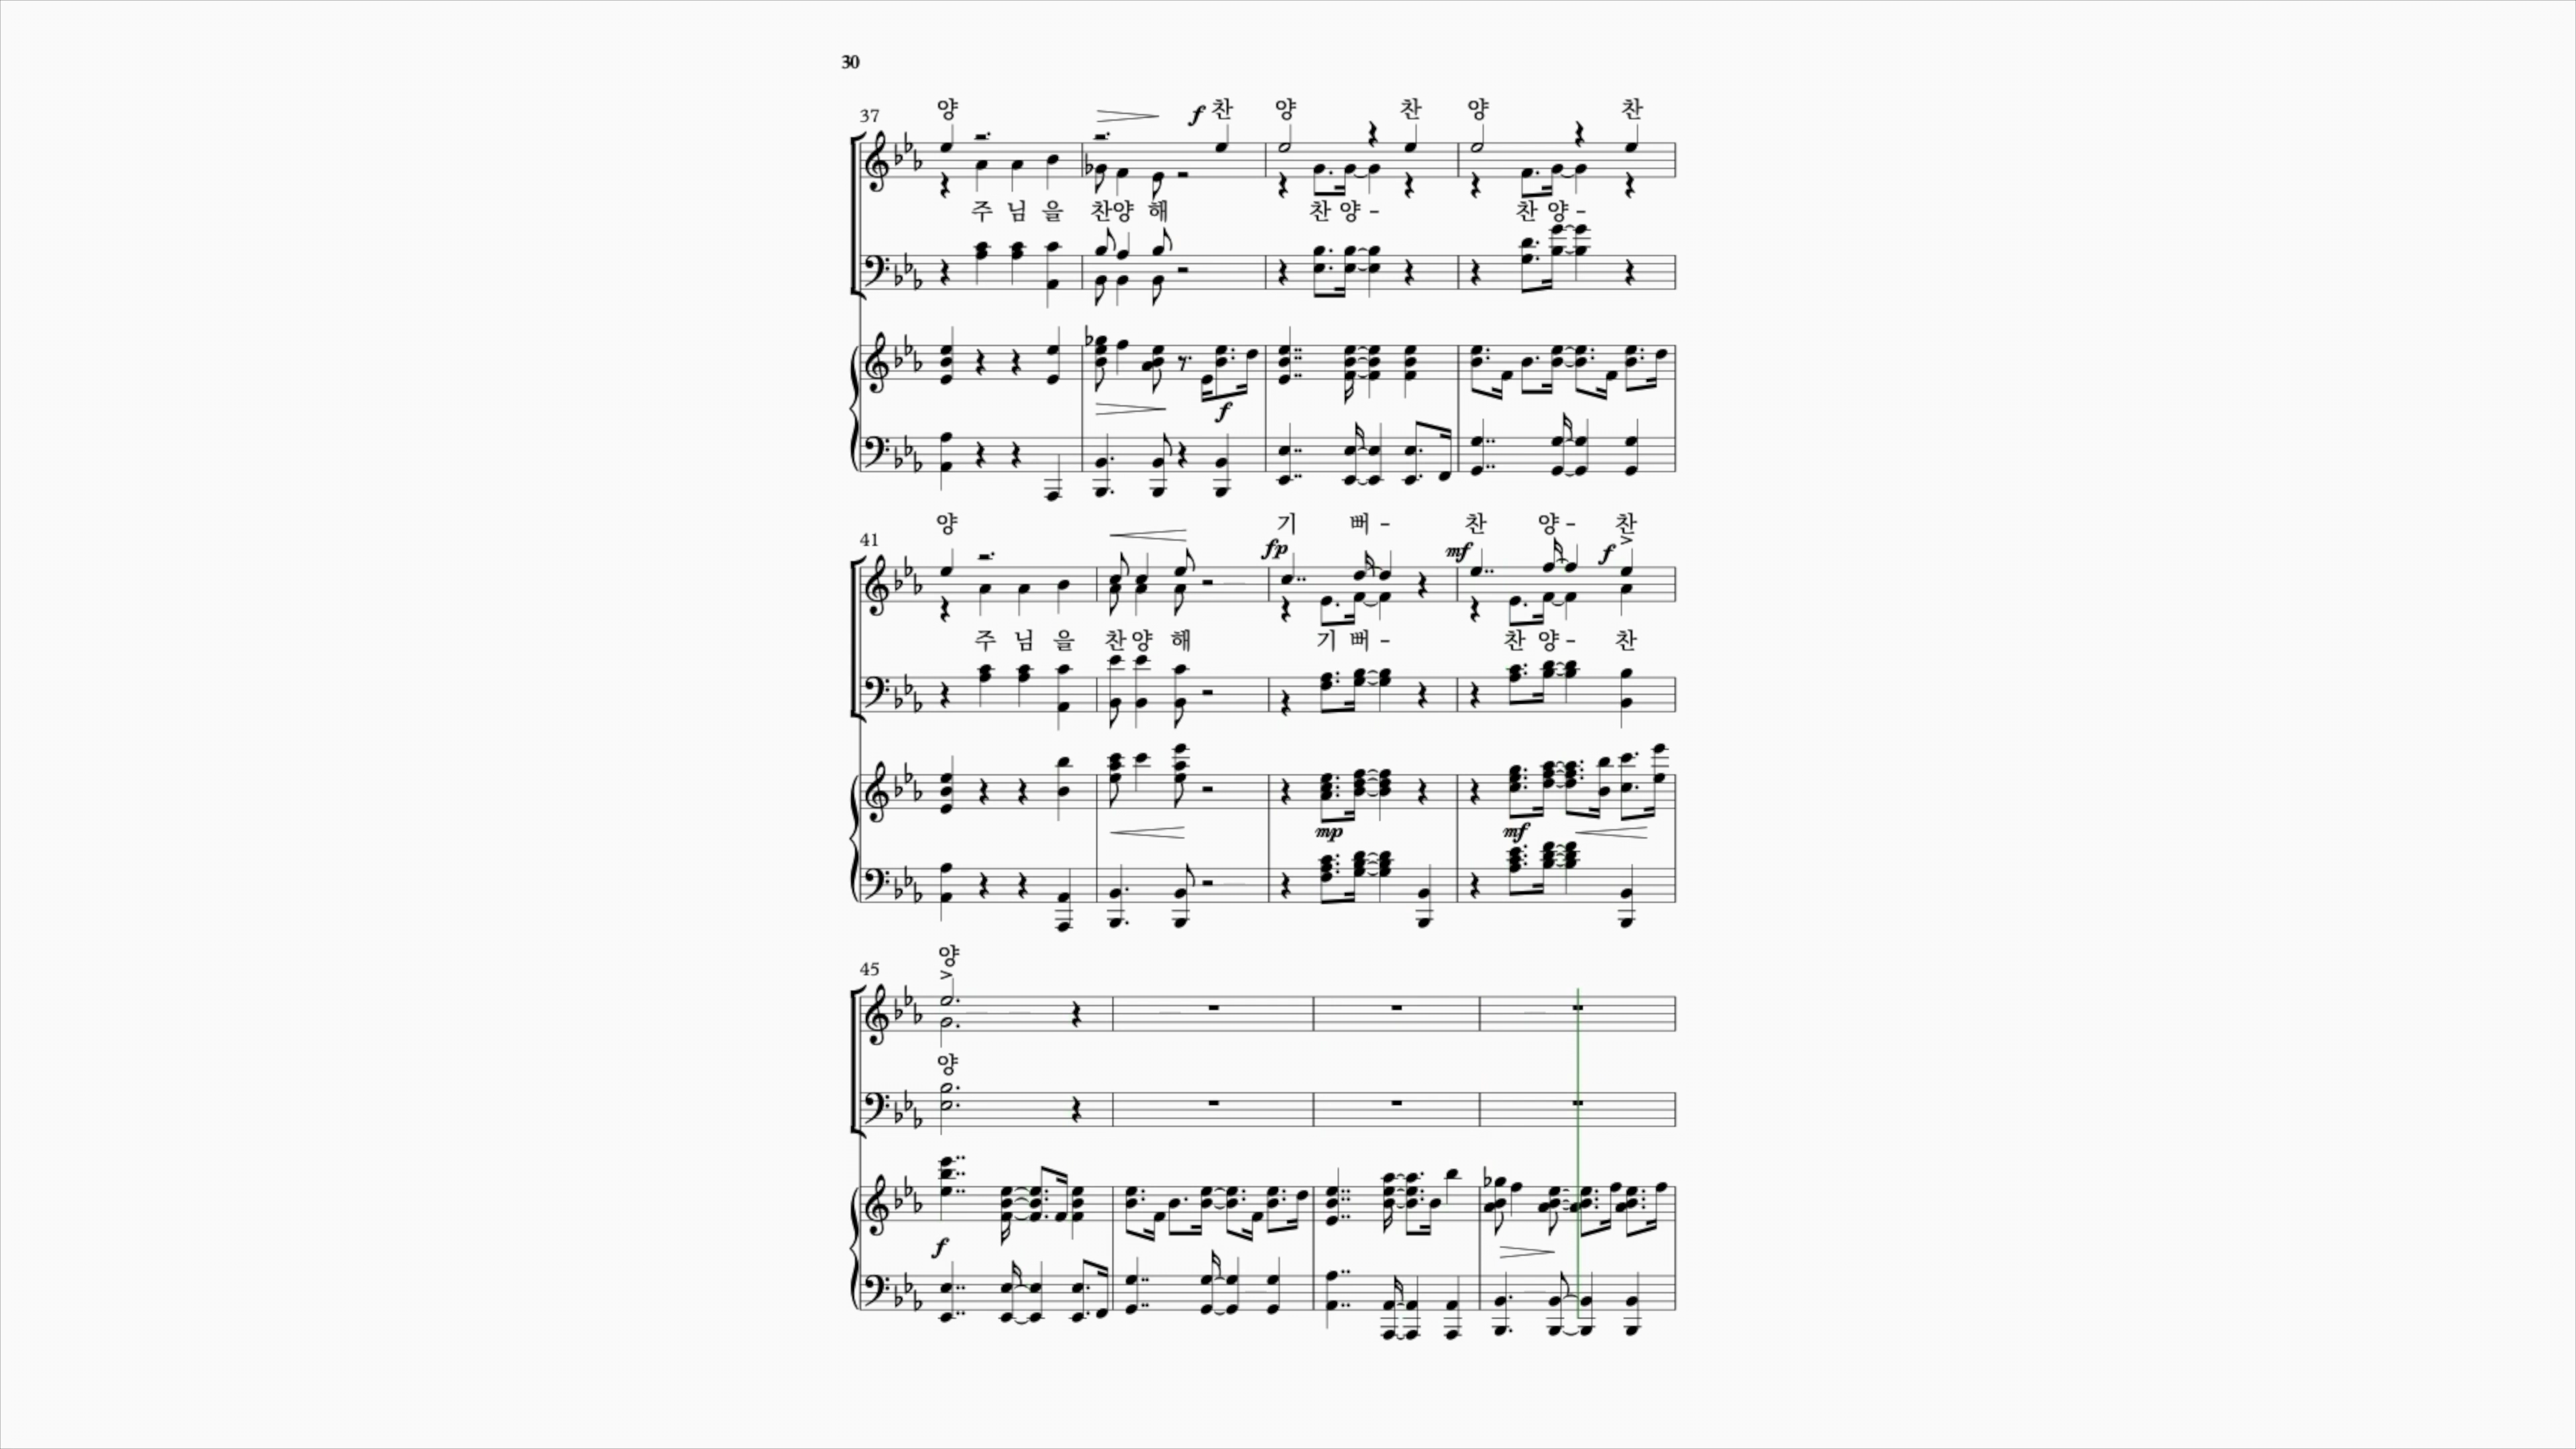 30
37
양 f 찬 양 찬 양 찬
주 님 을 찬양 해 찬 양 - 찬 양 -
f
41
양 기 뻐 - 찬 양 - 찬
fp mf f
주 님 을 찬 양 해 기 뻐 - 찬 양 - 찬
mp mf
45
양
양
f